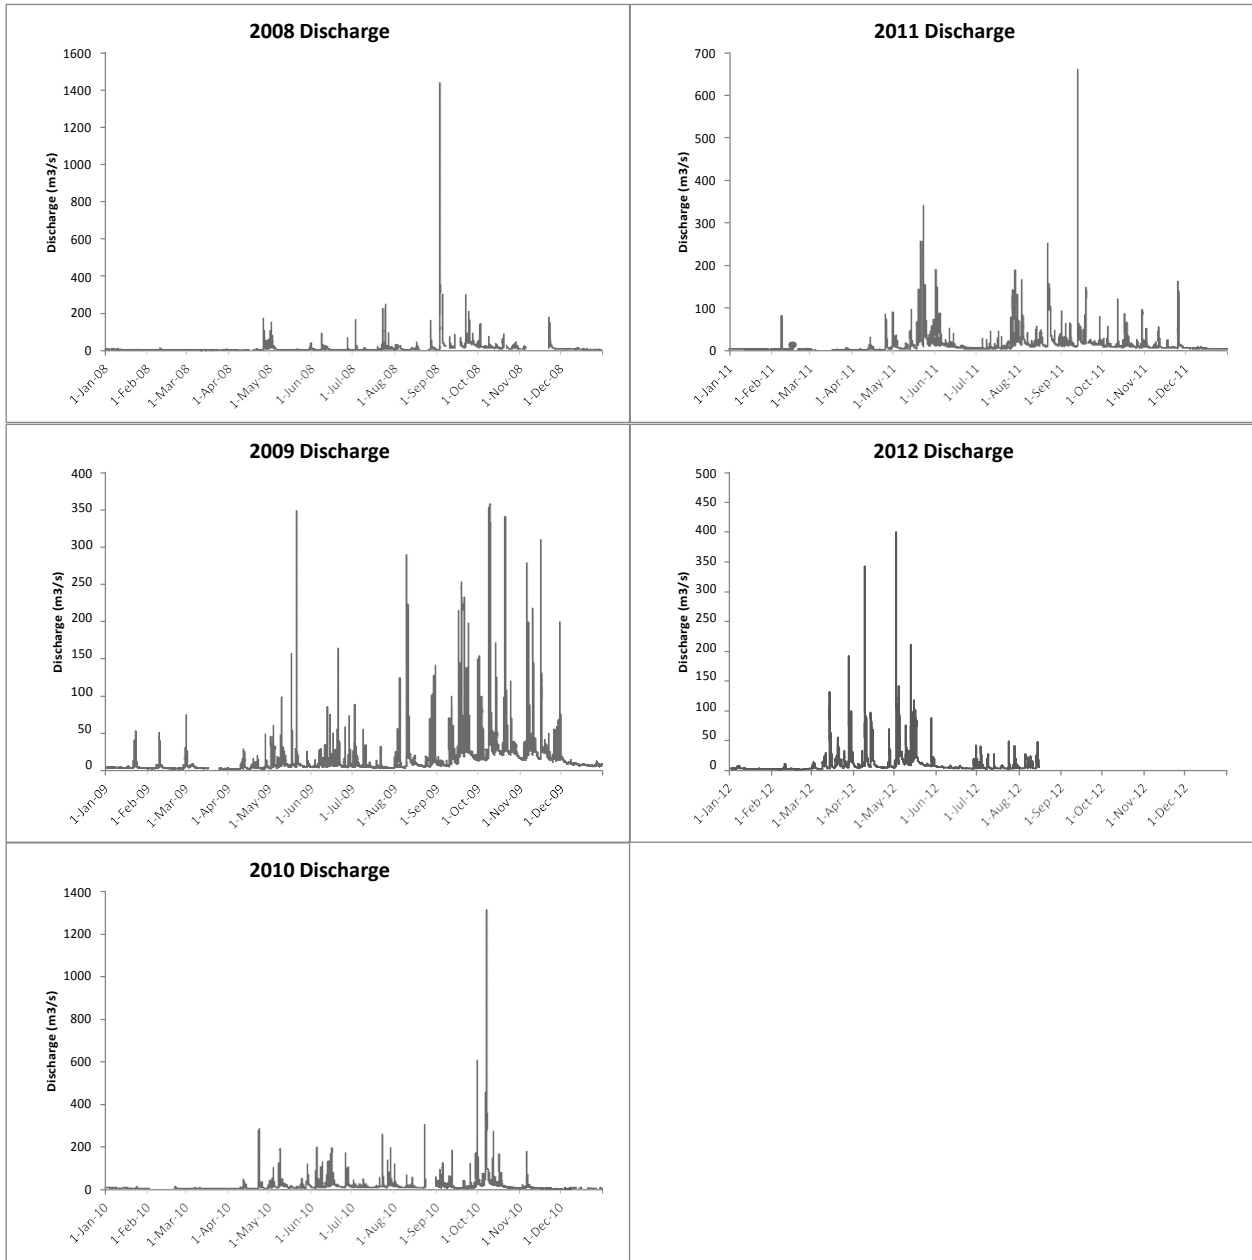 2008 Discharge
Discharge (m3/s)
1600
1400
1200
1000
800
600
400
200
0
1-Jan-08
1-Feb-08
1-Mar-08
1-Apr-08
1-May-08
1-Jun-08
1-Jul-08
1-Aug-08
1-Sep-08
1-Oct-08
1-Nov-08
1-Dec-08
2011 Discharge
Discharge (m3/s)
700
600
500
400
300
200
100
0
1-Jan-11
1-Feb-11
1-Mar-11
1-Apr-11
1-May-11
1-Jun-11
1-Jul-11
1-Aug-11
1-Sep-11
1-Oct-11
1-Nov-11
1-Dec-11
2009 Discharge
Discharge (m3/s)
400
350
300
250
200
150
100
50
0
1-Jan-09
1-Feb-09
1-Mar-09
1-Apr-09
1-May-09
1-Jun-09
1-Jul-09
1-Aug-09
1-Sep-09
1-Oct-09
1-Nov-09
1-Dec-09
2012 Discharge
Discharge (m3/s)
500
450
400
350
300
250
200
150
100
50
0
1-Jan-12
1-Feb-12
1-Mar-12
1-Apr-12
1-May-12
1-Jun-12
1-Jul-12
1-Aug-12
1-Sep-12
1-Oct-12
1-Nov-12
1-Dec-12
2010 Discharge
Discharge (m3/s)
1400
1200
1000
800
600
400
200
0
1-Jan-10
1-Feb-10
1-Mar-10
1-Apr-10
1-May-10
1-Jun-10
1-Jul-10
1-Aug-10
1-Sep-10
1-Oct-10
1-Nov-10
1-Dec-10